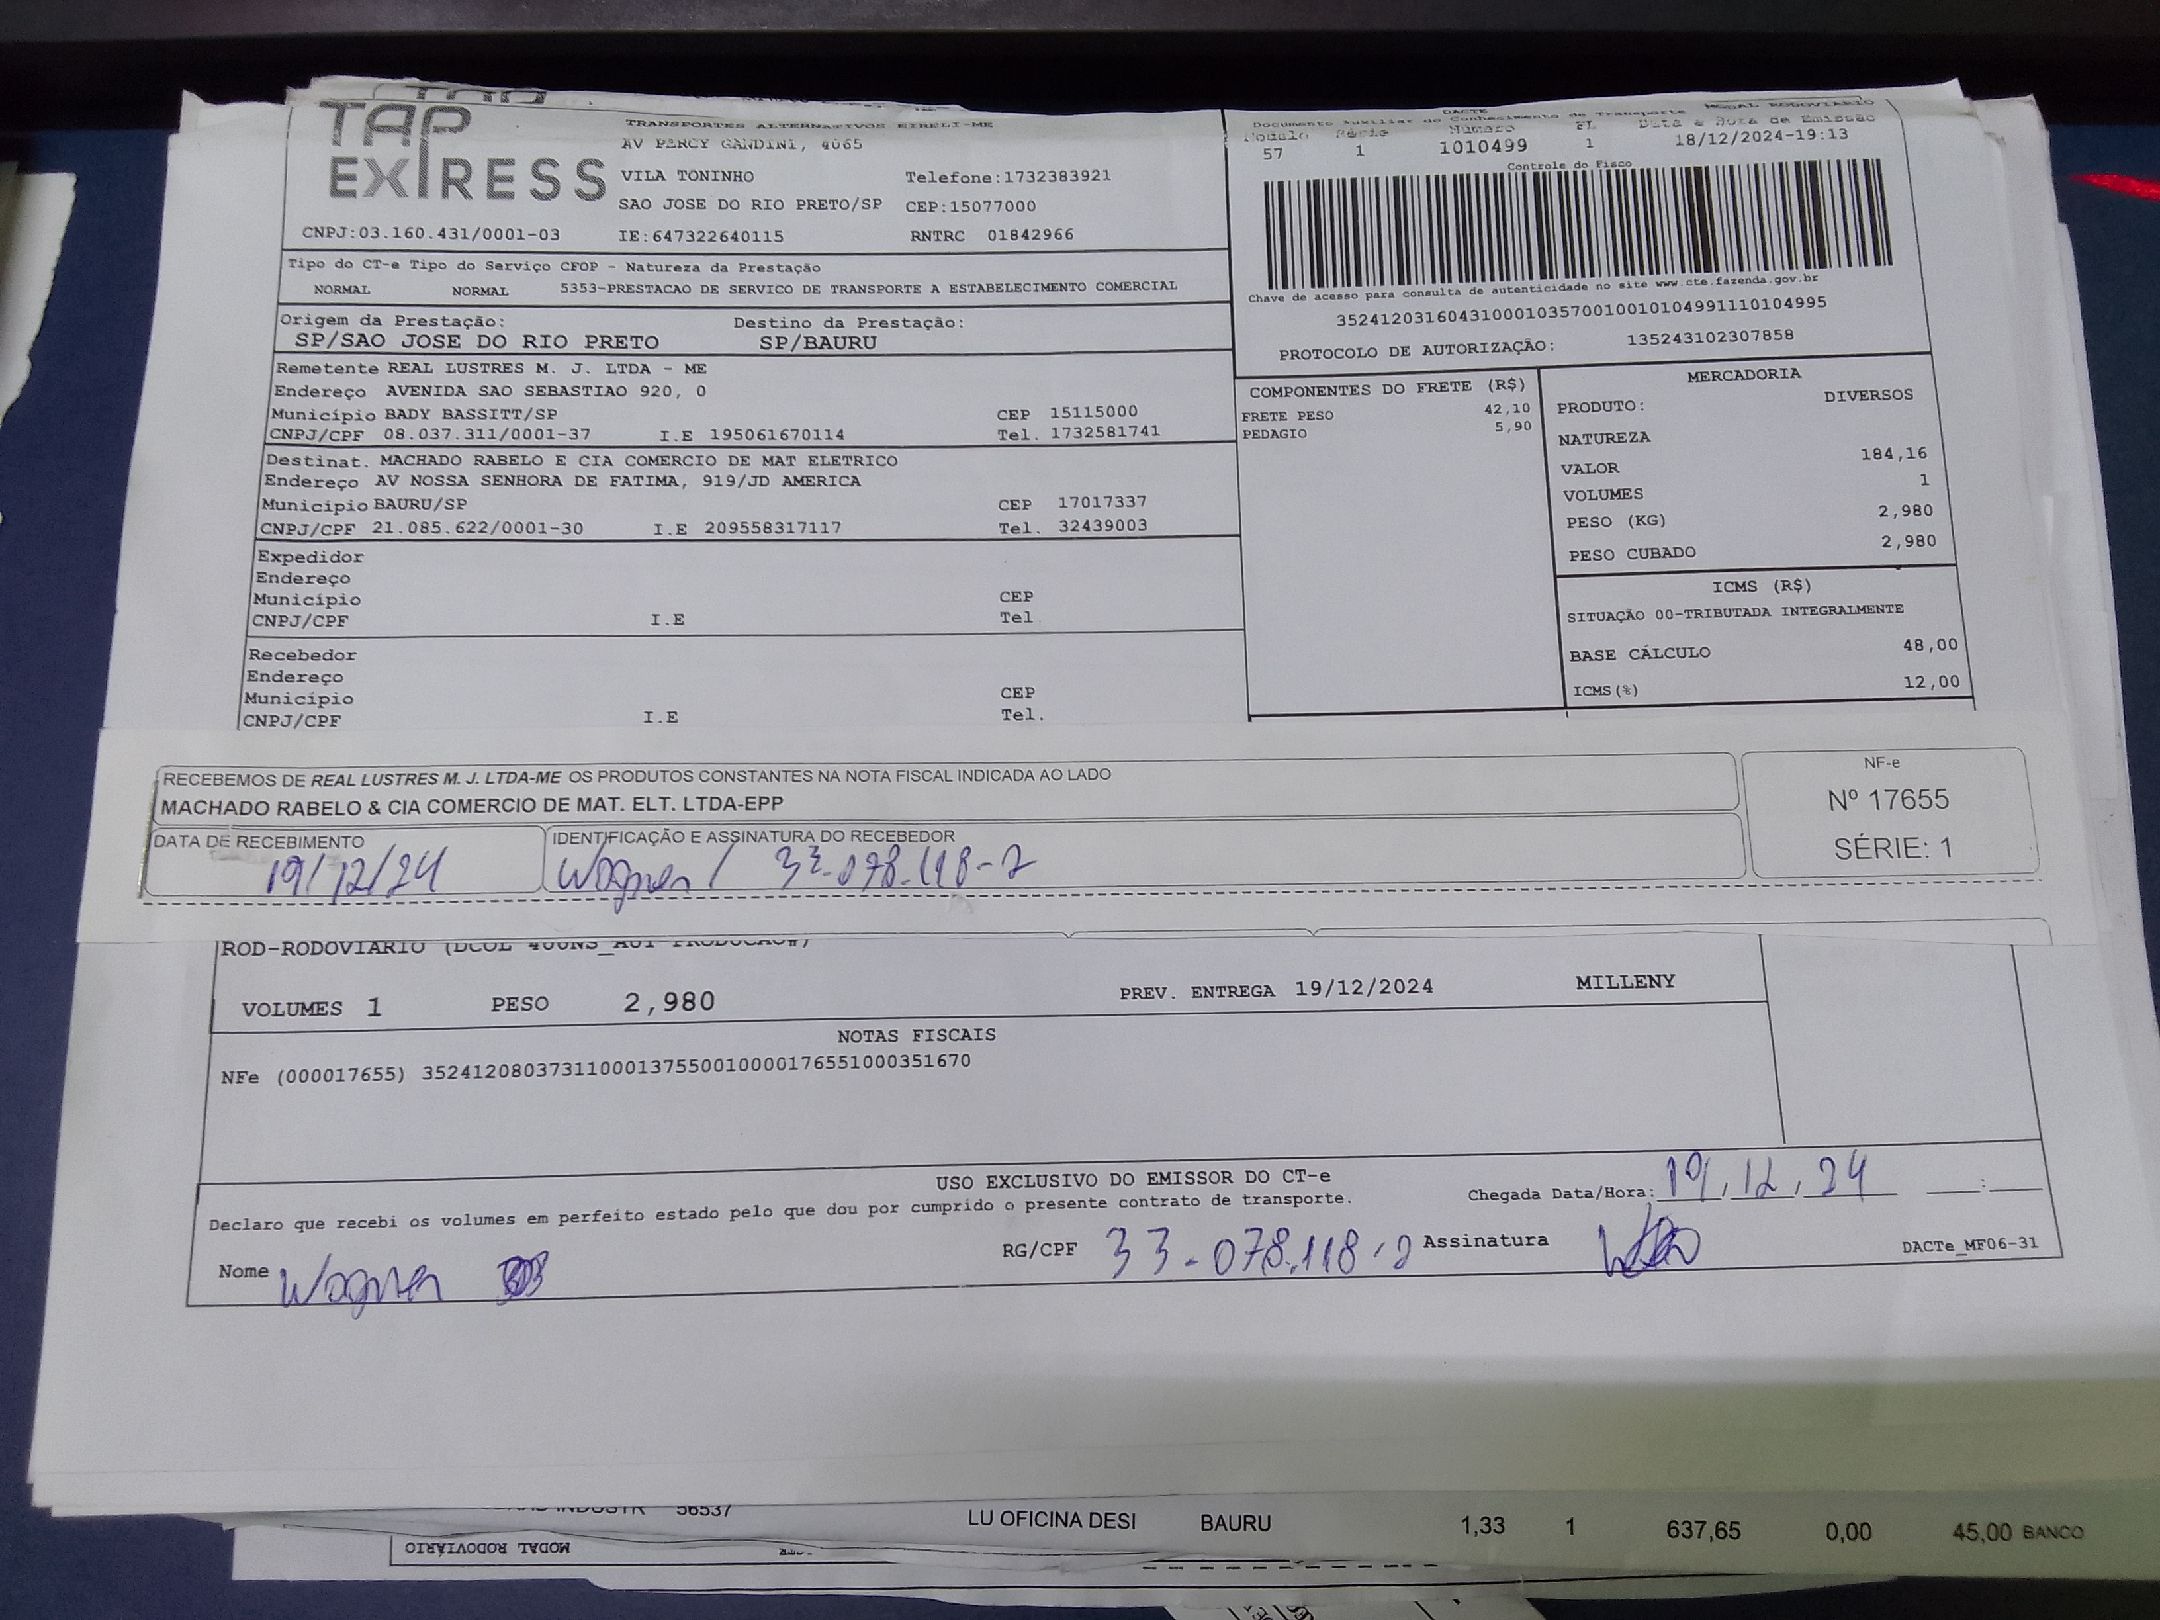 TAP
EXPRESS
TRANSPORTES ALTERNATIVOS EIRELI-ME
AV PERCY GANDINI, 4065
VILA TONINHO Telefone:1732383921
SAO JOSE DO RIO PRETO/SP CEP:15077000
CNPJ:03.160.431/0001-03 IE:647322640115 RNTRC 01842966
DACTE MODAL RODOVIÁRIO
Documento Auxiliar do Conhecimento de Transporte
Modelo Série Número FL Data e Hora de Emissão
57 1 1010499 1 18/12/2024-19:13
Controle do Fisco
Chave de acesso para consulta de autenticidade no site www.cte.fazenda.gov.br
35241203160431000103570010010104991110104995
PROTOCOLO DE AUTORIZAÇÃO: 135243102307858
Tipo do CT-e Tipo do Serviço CFOP - Natureza da Prestação
NORMAL NORMAL 5353-PRESTACAO DE SERVICO DE TRANSPORTE A ESTABELECIMENTO COMERCIAL
Origem da Prestação: Destino da Prestação:
SP/SAO JOSE DO RIO PRETO SP/BAURU
Remetente REAL LUSTRES M. J. LTDA - ME
Endereço AVENIDA SAO SEBASTIAO 920, 0
Município BADY BASSITT/SP CEP 15115000
CNPJ/CPF 08.037.311/0001-37 I.E 195061670114 Tel. 1732581741
Destinat. MACHADO RABELO E CIA COMERCIO DE MAT ELETRICO
Endereço AV NOSSA SENHORA DE FATIMA, 919/JD AMERICA
Município BAURU/SP CEP 17017337
CNPJ/CPF 21.085.622/0001-30 I.E 209558317117 Tel. 32439003
Expedidor
Endereço
Município CEP
CNPJ/CPF I.E Tel
Recebedor
Endereço
Município CEP
CNPJ/CPF I.E Tel.
COMPONENTES DO FRETE (R$)
FRETE PESO 42,10
PEDAGIO 5,90
MERCADORIA
PRODUTO: DIVERSOS
NATUREZA
VALOR 184,16
VOLUMES 1
PESO (KG) 2,980
PESO CUBADO 2,980
ICMS (R$)
SITUAÇÃO 00-TRIBUTADA INTEGRALMENTE
BASE CÁLCULO 48,00
ICMS(%) 12,00
RECEBEMOS DE REAL LUSTRES M. J. LTDA-ME OS PRODUTOS CONSTANTES NA NOTA FISCAL INDICADA AO LADO
MACHADO RABELO & CIA COMERCIO DE MAT. ELT. LTDA-EPP
DATA DE RECEBIMENTO IDENTIFICAÇÃO E ASSINATURA DO RECEBEDOR
19/12/24 Wagner / 33.078.118-2
NF-e
Nº 17655
SÉRIE: 1
ROD-RODOVIARIO
VOLUMES 1 PESO 2,980 PREV. ENTREGA 19/12/2024 MILLENY
NOTAS FISCAIS
NFe (000017655) 35241208037311000137550010000176551000351670
USO EXCLUSIVO DO EMISSOR DO CT-e
Declaro que recebi os volumes em perfeito estado pelo que dou por cumprido o presente contrato de transporte.
Chegada Data/Hora: 19, 12, 24 :
Nome Wagner RG/CPF 33-078.118-2 Assinatura
DACTe_MF06-31
INDUSTR 56537 LU OFICINA DESI BAURU 1,33 1 637,65 0,00 45,00 BANCO
MODAL RODOVIÁRIO